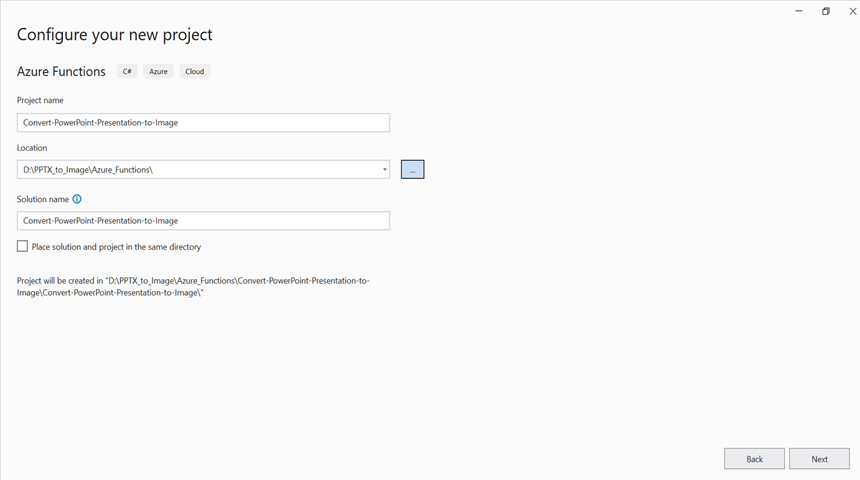 Configure your new project
Azure Functions C# Azure Cloud
Project name
Convert-PowerPoint-Presentation-to-Image
Location
D:\PPTX_to_Image\Azure_Functions\
...
Solution name
Convert-PowerPoint-Presentation-to-Image
Place solution and project in the same directory
Project will be created in "D:\PPTX_to_Image\Azure_Functions\Convert-PowerPoint-Presentation-to-
Image\Convert-PowerPoint-Presentation-to-Image\"
Back Next